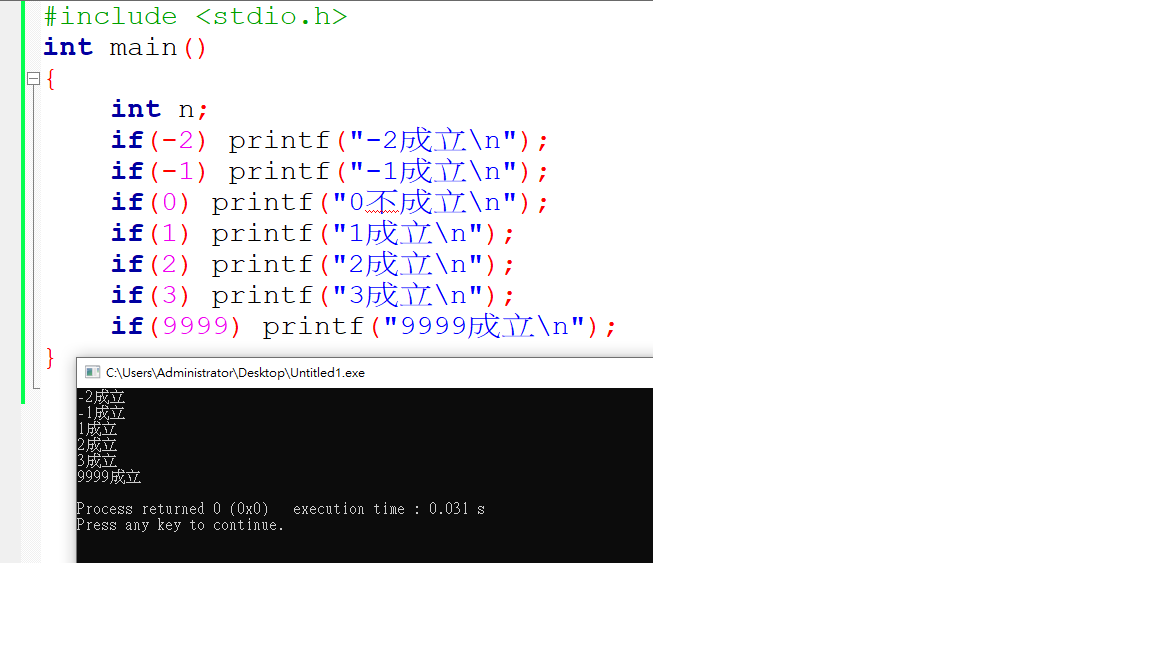 #include <stdio.h>
int main()
{
int n;
if(-2) printf("-2成立\n");
if(-1) printf("-1成立\n");
if(0) printf("0不成立\n");
if(1) printf("1成立\n");
if(2) printf("2成立\n");
if(3) printf("3成立\n");
if(9999) printf("9999成立\n");
}
C:\Users\Administrator\Desktop\Untitled1.exe
-2成立
-1成立
1成立
2成立
3成立
9999成立
Process returned 0 (0x0)   execution time : 0.031 s
Press any key to continue.